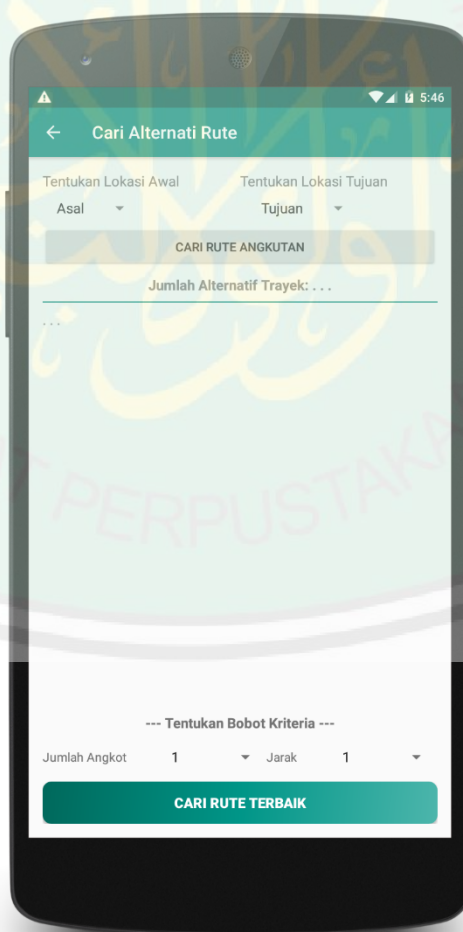 5:46
Cari Alternati Rute
Tentukan Lokasi Awal Tentukan Lokasi Tujuan
Asal Tujuan
CARI RUTE ANGKUTAN
Jumlah Alternatif Trayek: . . .
. . .
PERPUSTAKA
--- Tentukan Bobot Kriteria ---
Jumlah Angkot 1 Jarak 1
CARI RUTE TERBAIK